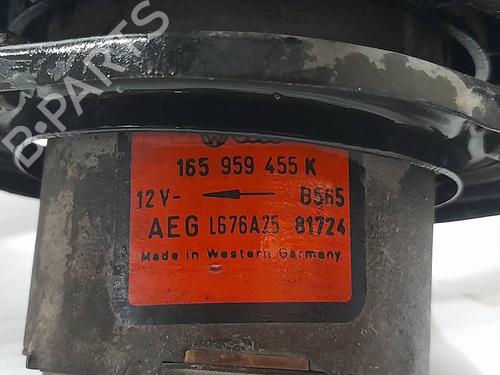 B-PARTS
165 959 455 K
12V- B565
AEG L676A25 81724
Made in Western Germany